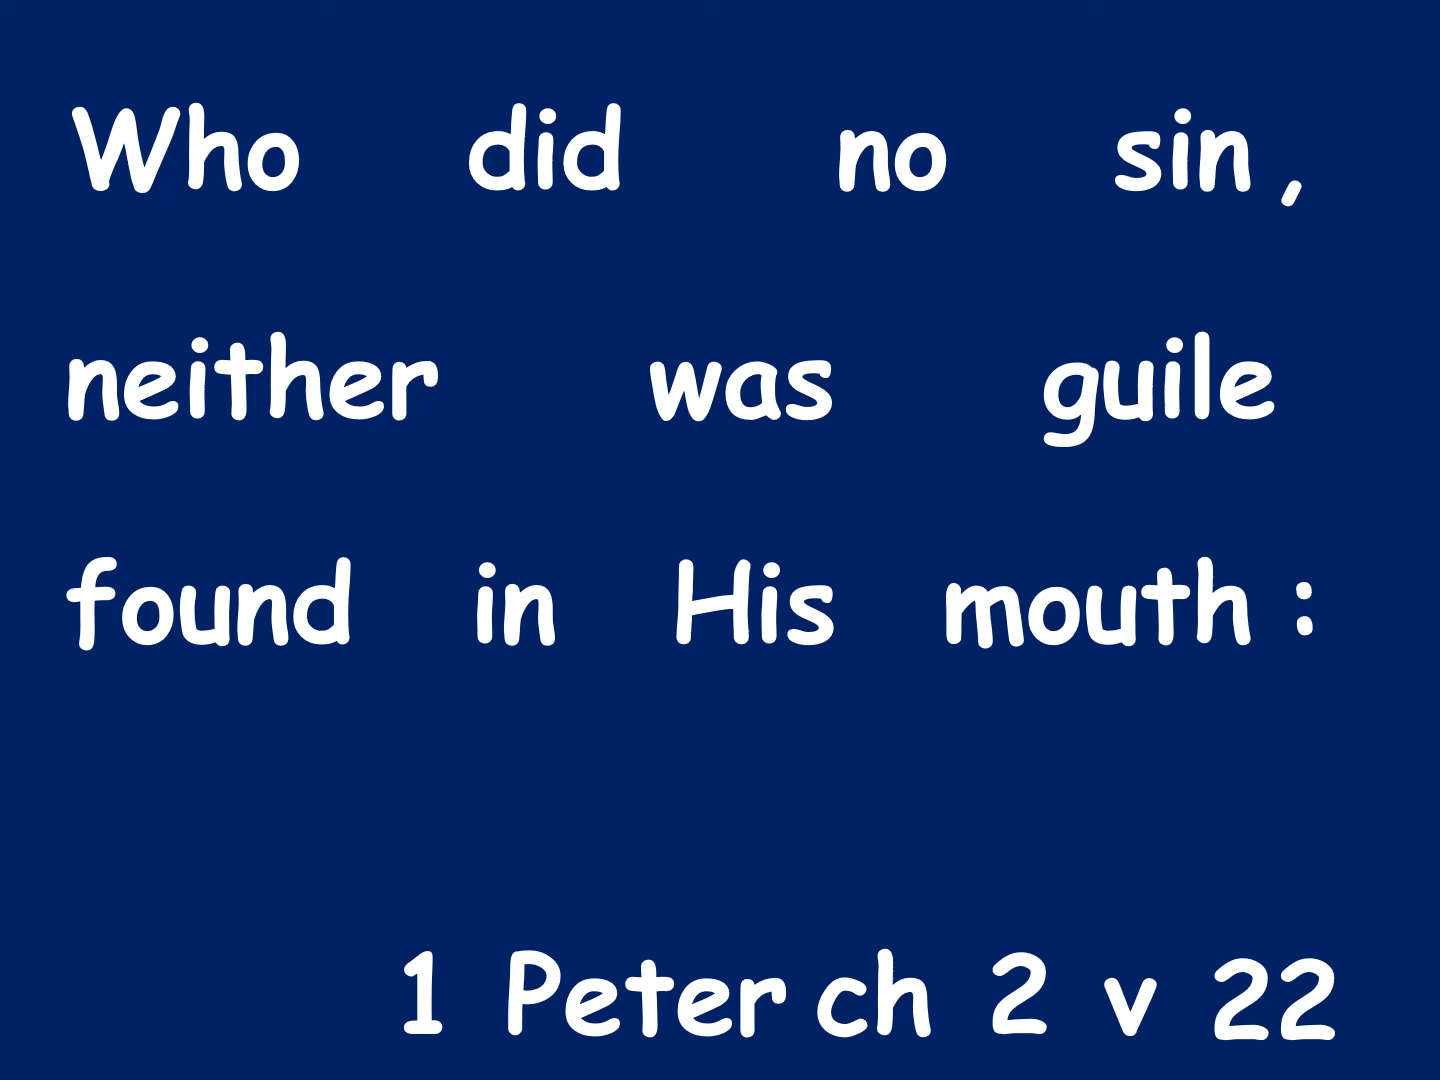 Who did no sin ,
neither was guile
found in His mouth :
1 Peter ch 2 v 22